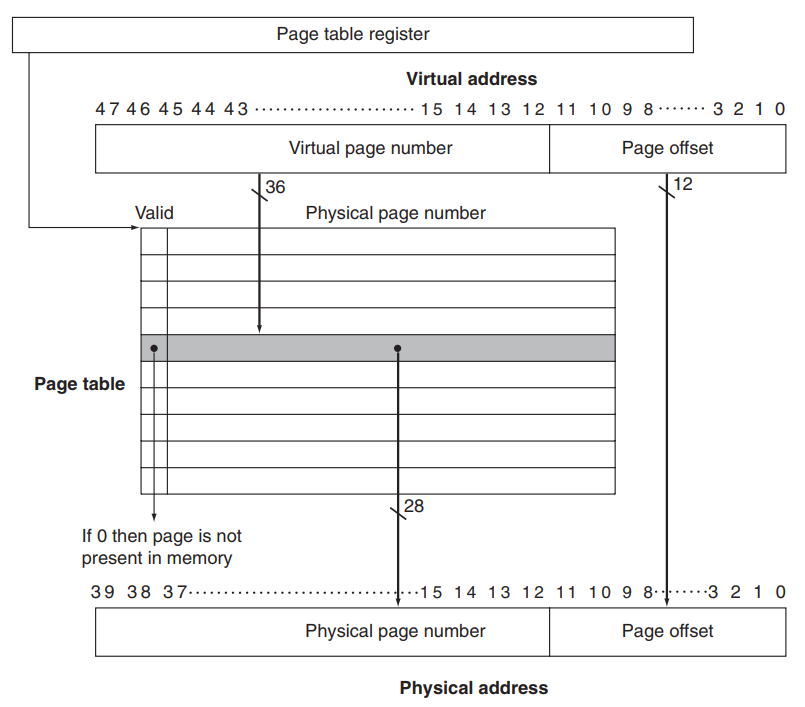 Page table register
Virtual address
47 46 45 44 43 ........................ 15 14 13 12 11 10 9 8 ....... 3 2 1 0
Virtual page number Page offset
36 12
Valid Physical page number
Page table
28
If 0 then page is not
present in memory
39 38 37 .................................. 15 14 13 12 11 10 9 8 ........ 3 2 1 0
Physical page number Page offset
Physical address